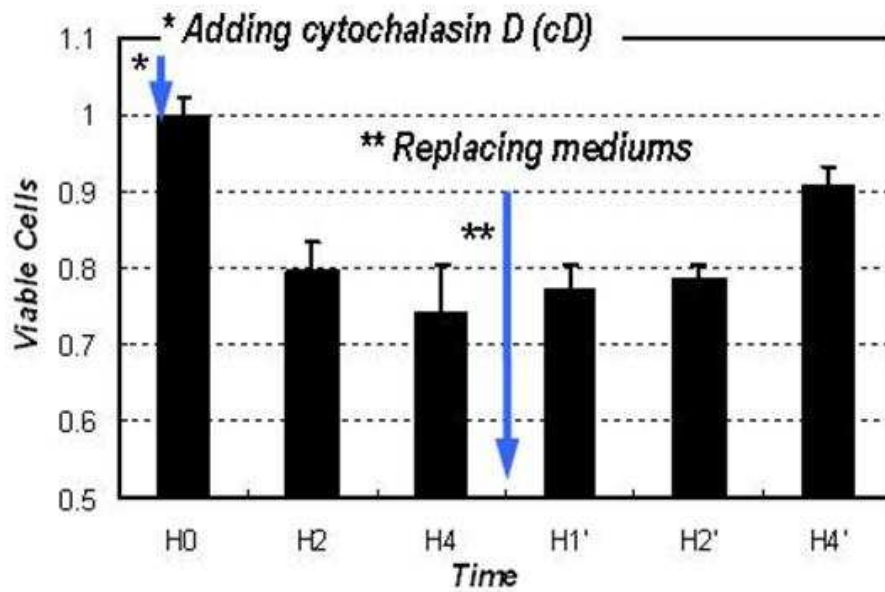 * Adding cytochalasin D (cD)
1.1
*
1
** Replacing mediums
0.9
**
0.8
0.7
0.6
0.5
Viable Cells
H0 H2 H4 H1' H2' H4'
Time